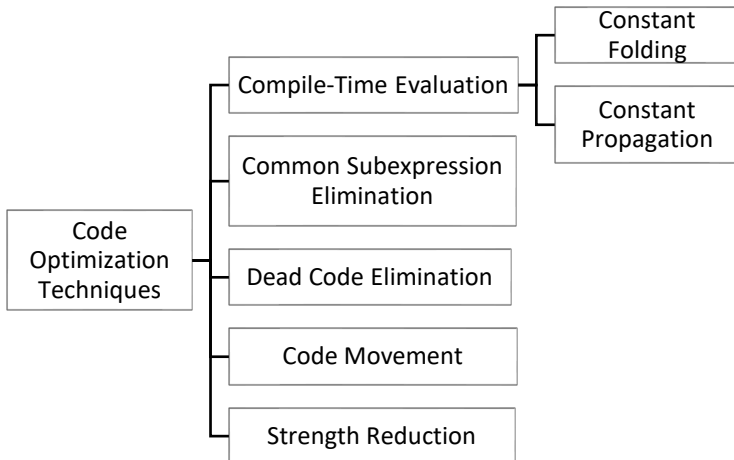 Code
Optimization
Techniques
Compile-Time Evaluation
Constant
Folding
Constant
Propagation
Common Subexpression
Elimination
Dead Code Elimination
Code Movement
Strength Reduction